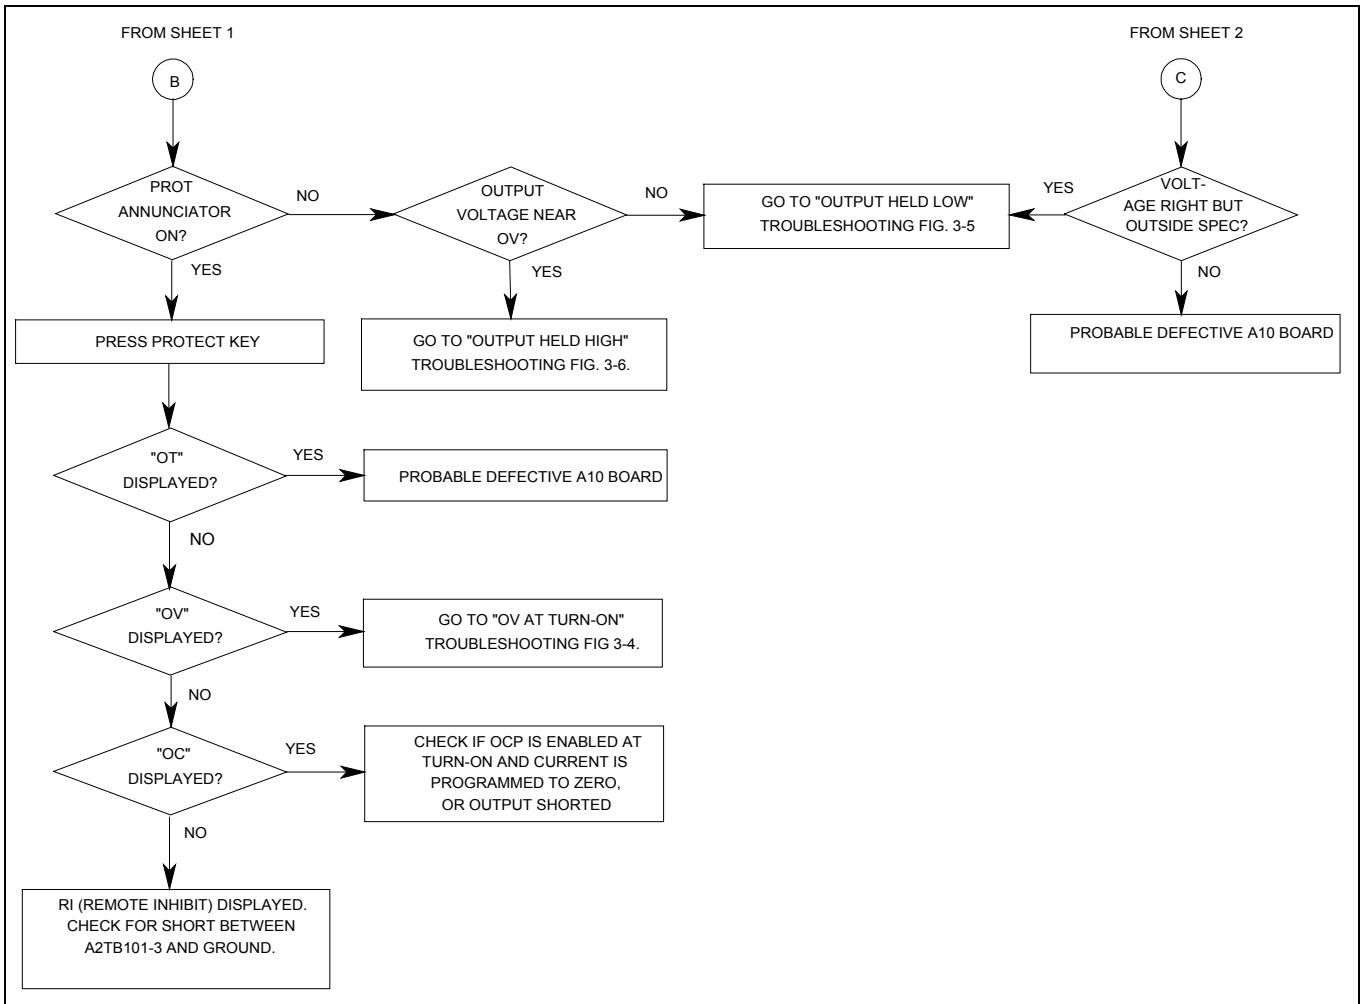 FROM SHEET 1
B
PROT
ANNUNCIATOR
ON?
NO
YES
OUTPUT
VOLTAGE NEAR
OV?
NO
YES
GO TO "OUTPUT HELD LOW"
TROUBLESHOOTING FIG. 3-5
FROM SHEET 2
C
YES
VOLT-
AGE RIGHT BUT
OUTSIDE SPEC?
NO
PROBABLE DEFECTIVE A10 BOARD
PRESS PROTECT KEY
GO TO "OUTPUT HELD HIGH"
TROUBLESHOOTING FIG. 3-6.
"OT"
DISPLAYED?
YES
PROBABLE DEFECTIVE A10 BOARD
NO
"OV"
DISPLAYED?
YES
GO TO "OV AT TURN-ON"
TROUBLESHOOTING FIG 3-4.
NO
"OC"
DISPLAYED?
YES
CHECK IF OCP IS ENABLED AT
TURN-ON AND CURRENT IS
PROGRAMMED TO ZERO,
OR OUTPUT SHORTED
NO
RI (REMOTE INHIBIT) DISPLAYED.
CHECK FOR SHORT BETWEEN
A2TB101-3 AND GROUND.